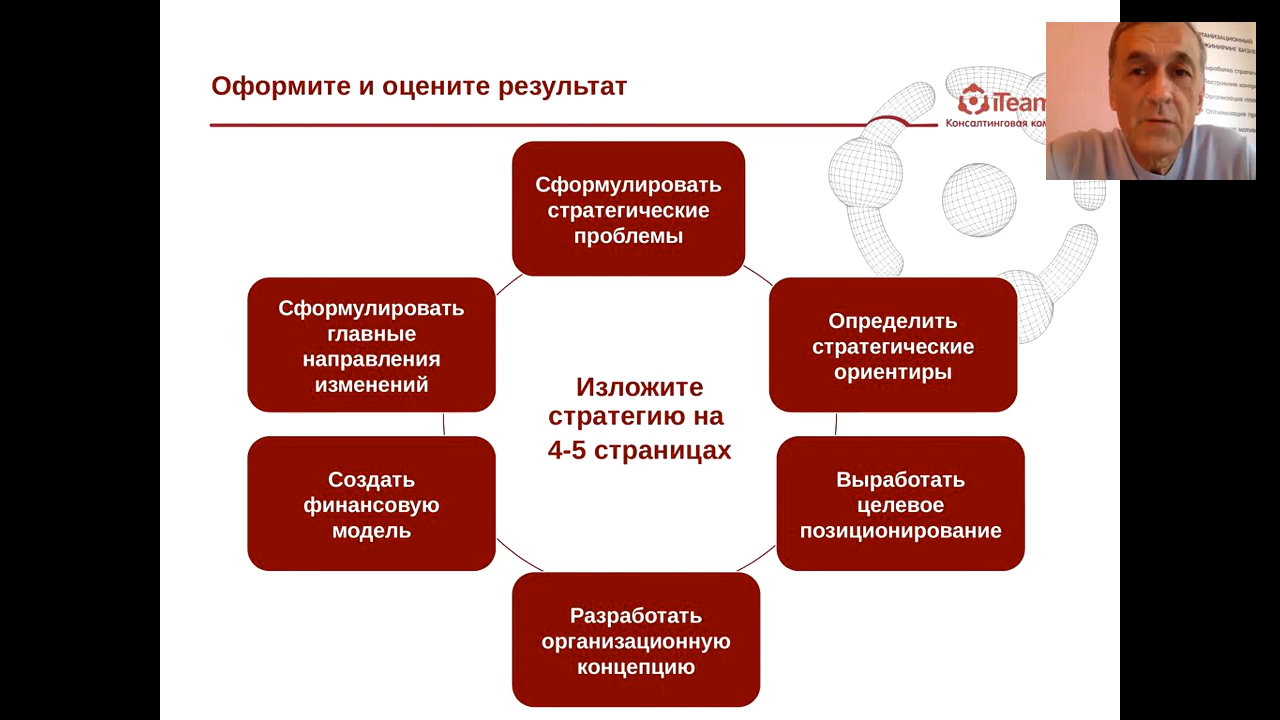 Оформите и оцените результат
iTeam
Консалтинговая
Сформулировать
стратегические
проблемы
Определить
стратегические
ориентиры
Выработать
целевое
позиционирование
Разработать
организационную
концепцию
Создать
финансовую
модель
Сформулировать
главные
направления
изменений
Изложите
стратегию на
4-5 страницах